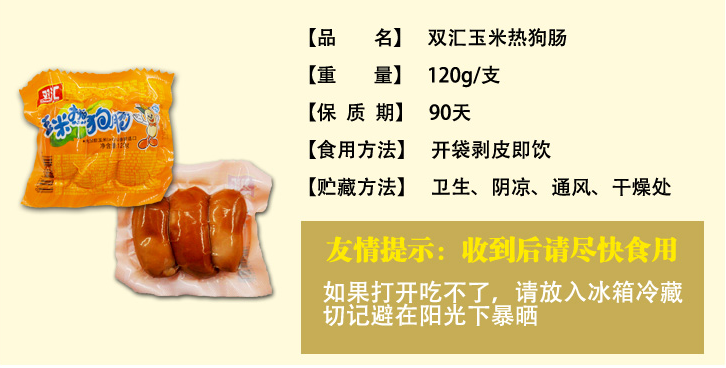 【品 名】 双汇玉米热狗肠
【重 量】 120g/支
【保 质 期】 90天
【食用方法】 开袋剥皮即饮
【贮藏方法】 卫生、阴凉、通风、干燥处
双汇
玉米热狗肠
友情提示：收到后请尽快食用
如果打开吃不了，请放入冰箱冷藏
切记避在阳光下暴晒